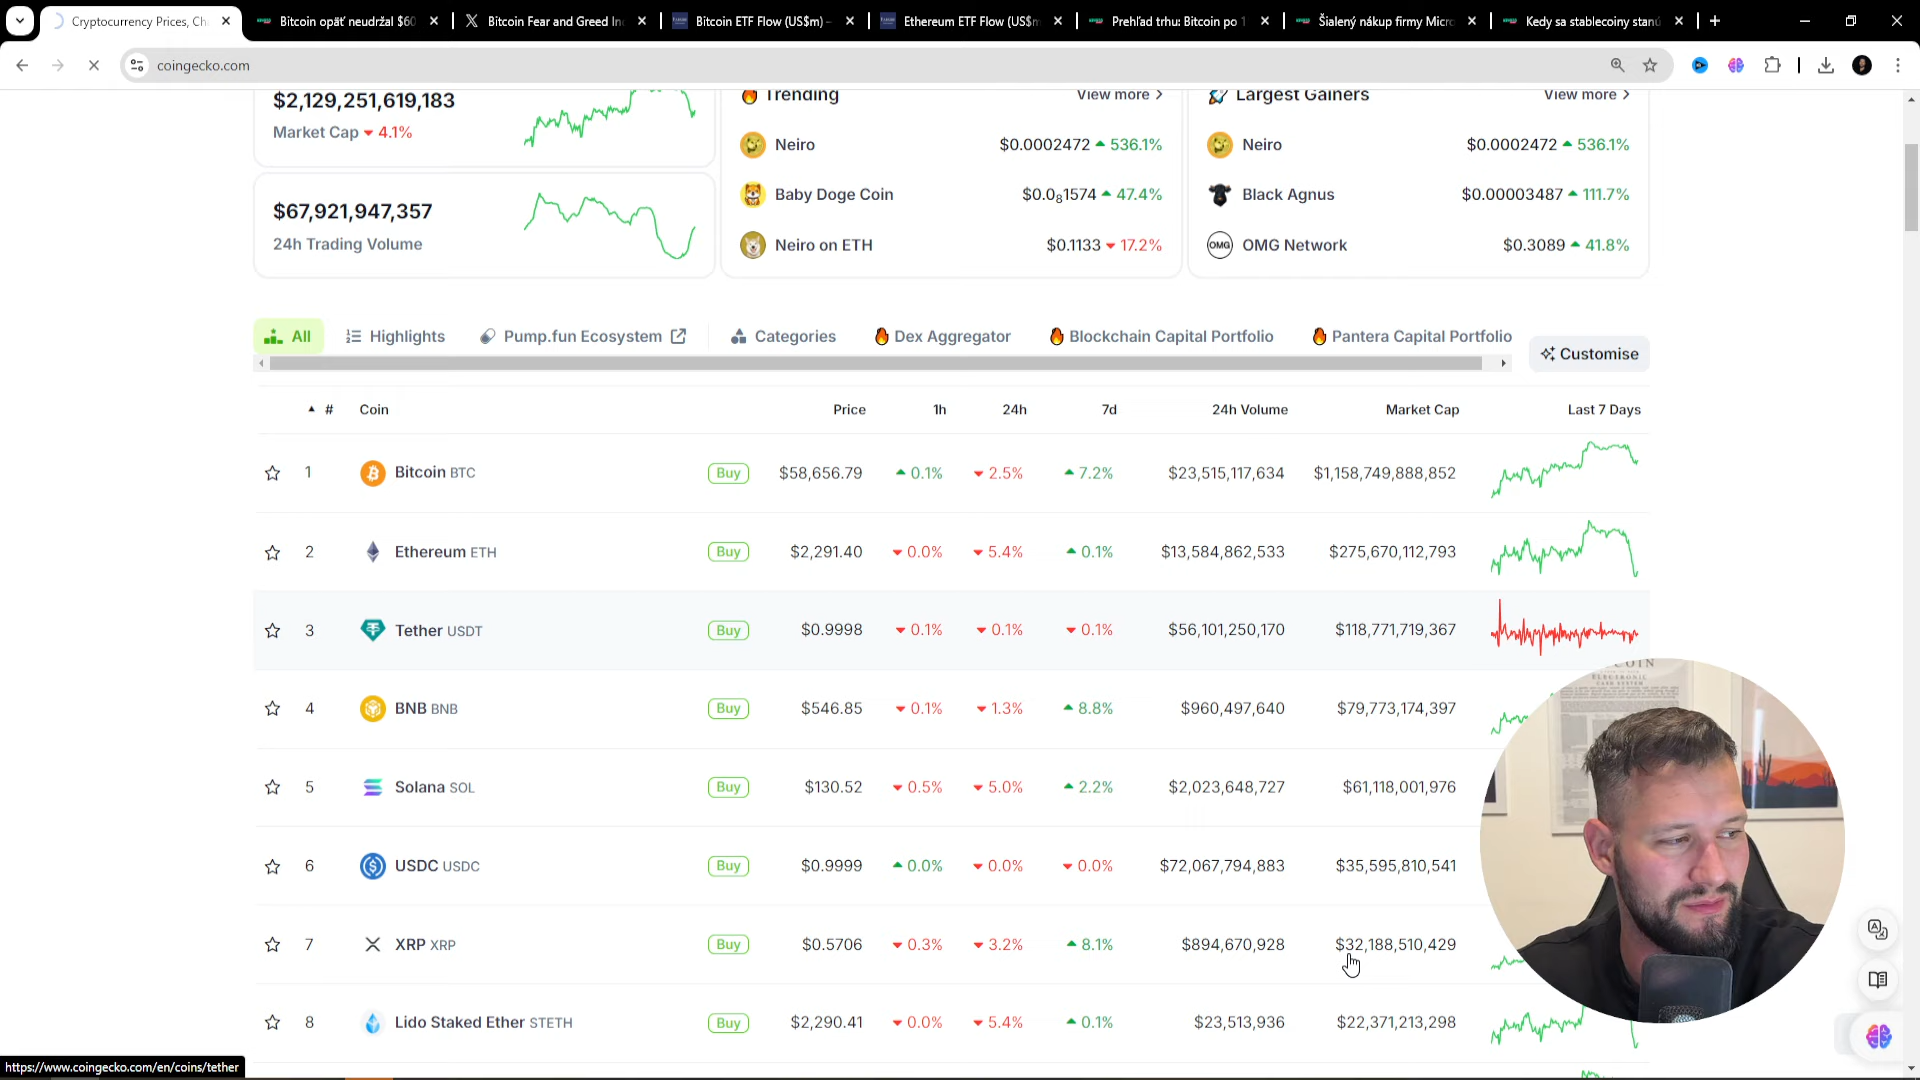 Cryptocurrency Prices, Ch
Bitcoin opäť neudržal $60
Bitcoin Fear and Greed In
Bitcoin ETF Flow (US$m) –
Ethereum ETF Flow (US$m
Prehľad trhu: Bitcoin po 1
Šialený nákup firmy Micr
Kedy sa stablecoiny stanú
coingecko.com
$2,129,251,619,183
Market Cap 4.1%
$67,921,947,357
24h Trading Volume
Trending View more
Neiro $0.0002472 536.1%
Baby Doge Coin $0.0₈1574 47.4%
Neiro on ETH $0.1133 17.2%
Largest Gainers View more
Neiro $0.0002472 536.1%
Black Agnus $0.00003487 111.7%
OMG OMG Network $0.3089 41.8%
All Highlights Pump.fun Ecosystem Categories Dex Aggregator Blockchain Capital Portfolio Pantera Capital Portfolio Customise
# Coin Price 1h 24h 7d 24h Volume Market Cap Last 7 Days
1 Bitcoin BTC Buy $58,656.79 0.1% 2.5% 7.2% $23,515,117,634 $1,158,749,888,852
2 Ethereum ETH Buy $2,291.40 0.0% 5.4% 0.1% $13,584,862,533 $275,670,112,793
3 Tether USDT Buy $0.9998 0.1% 0.1% 0.1% $56,101,250,170 $118,771,719,367
4 BNB BNB Buy $546.85 0.1% 1.3% 8.8% $960,497,640 $79,773,174,397
5 Solana SOL Buy $130.52 0.5% 5.0% 2.2% $2,023,648,727 $61,118,001,976
6 USDC USDC Buy $0.9999 0.0% 0.0% 0.0% $72,067,794,883 $35,595,810,541
7 XRP XRP Buy $0.5706 0.3% 3.2% 8.1% $894,670,928 $32,188,510,429
8 Lido Staked Ether STETH Buy $2,290.41 0.0% 5.4% 0.1% $23,513,936 $22,371,213,298
ELECTRONIC
CASH SYSTEM
https://www.coingecko.com/en/coins/tether